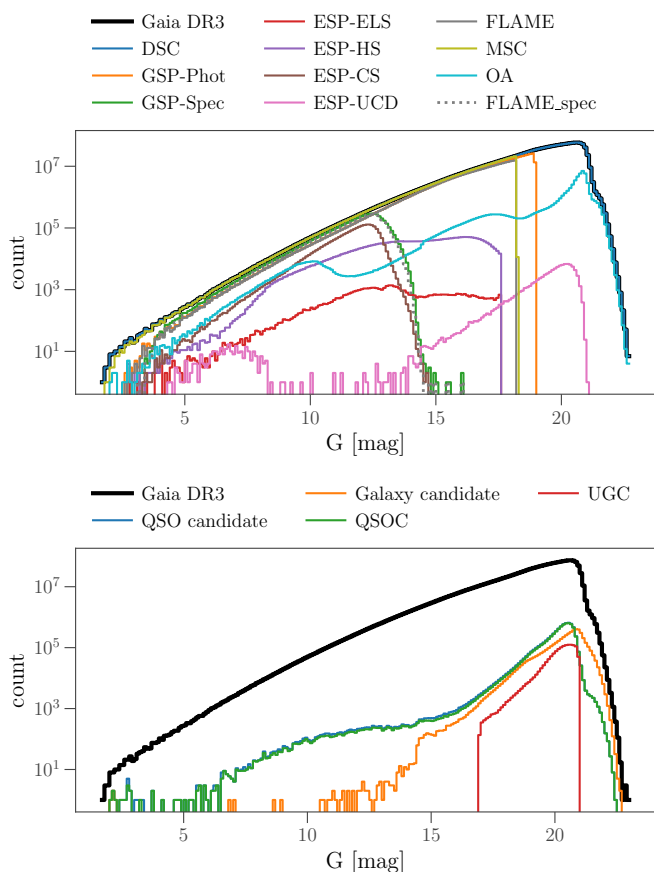 Gaia DR3 ESP-ELS FLAME
DSC ESP-HS MSC
GSP-Phot ESP-CS OA
GSP-Spec ESP-UCD FLAME_spec
10^7
10^5
10^3
10^1
count
5 10 15 20
G [mag]
Gaia DR3 Galaxy candidate UGC
QSO candidate QSOC
10^7
10^5
10^3
10^1
count
5 10 15 20
G [mag]